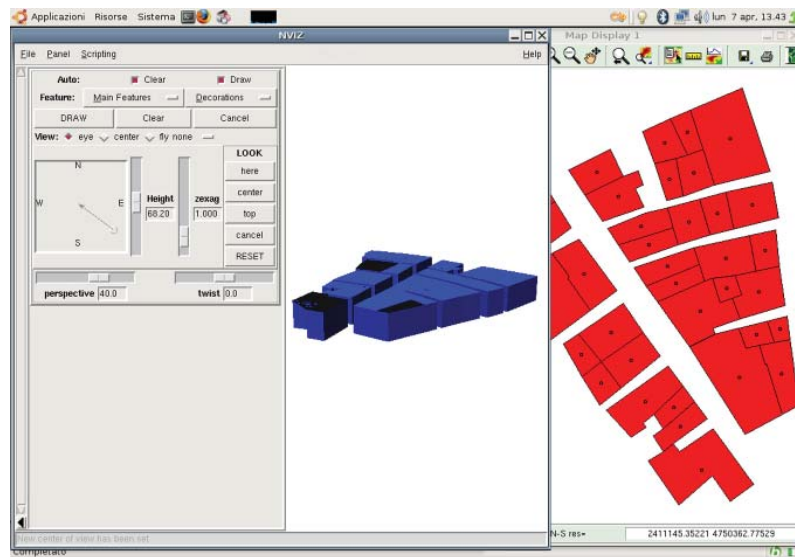 Applicazioni Risorse Sistema
lun 7 apr, 13.43
NVIZ
Map Display 1
File Panel Scripting Help
Auto: Clear Draw
Feature: Main Features Decorations
DRAW Clear Cancel
View: eye center fly none
LOOK
here
center
top
cancel
RESET
N
W E
S
Height
68.20
zexag
1.000
perspective 40.0 twist 0.0
New center of view has been set
N-S res=
2411145.35221 4750362.77529
Completato